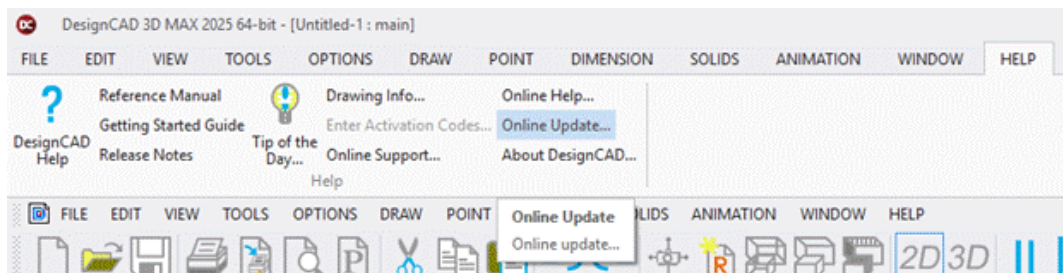 DC DesignCAD 3D MAX 2025 64-bit - [Untitled-1 : main]
FILE EDIT VIEW TOOLS OPTIONS DRAW POINT DIMENSION SOLIDS ANIMATION WINDOW HELP
? Reference Manual Drawing Info... Online Help...
Getting Started Guide Enter Activation Codes... Online Update...
DesignCAD Help
Release Notes Tip of the Day... Online Support... About DesignCAD...
Help
FILE EDIT VIEW TOOLS OPTIONS DRAW POINT LIDS ANIMATION WINDOW HELP
Online Update
Online update...
P R 2D 3D